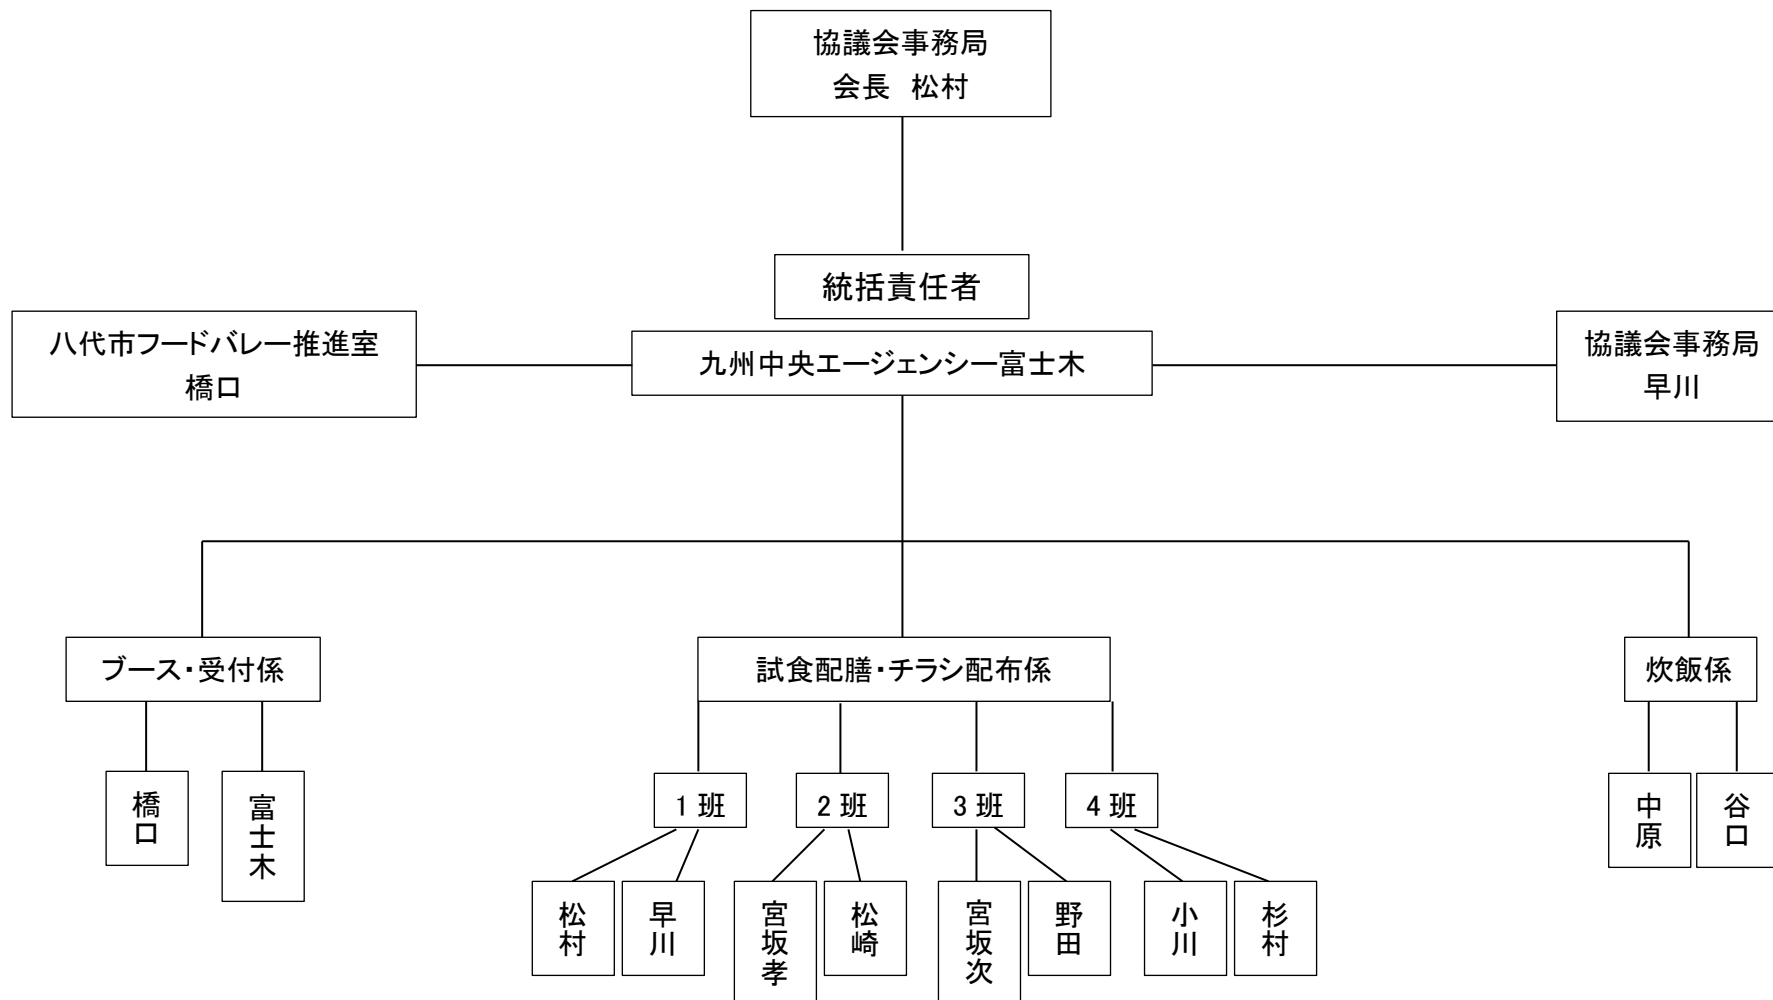 協議会事務局
会長　松村
統括責任者
八代市フードバレー推進室
橋口
九州中央エージェンシー富士木
協議会事務局
早川
ブース・受付係
試食配膳・チラシ配布係
炊飯係
橋口
富士木
1 班
2 班
3 班
4 班
中原
谷口
松村
早川
宮坂孝
松崎
宮坂次
野田
小川
杉村